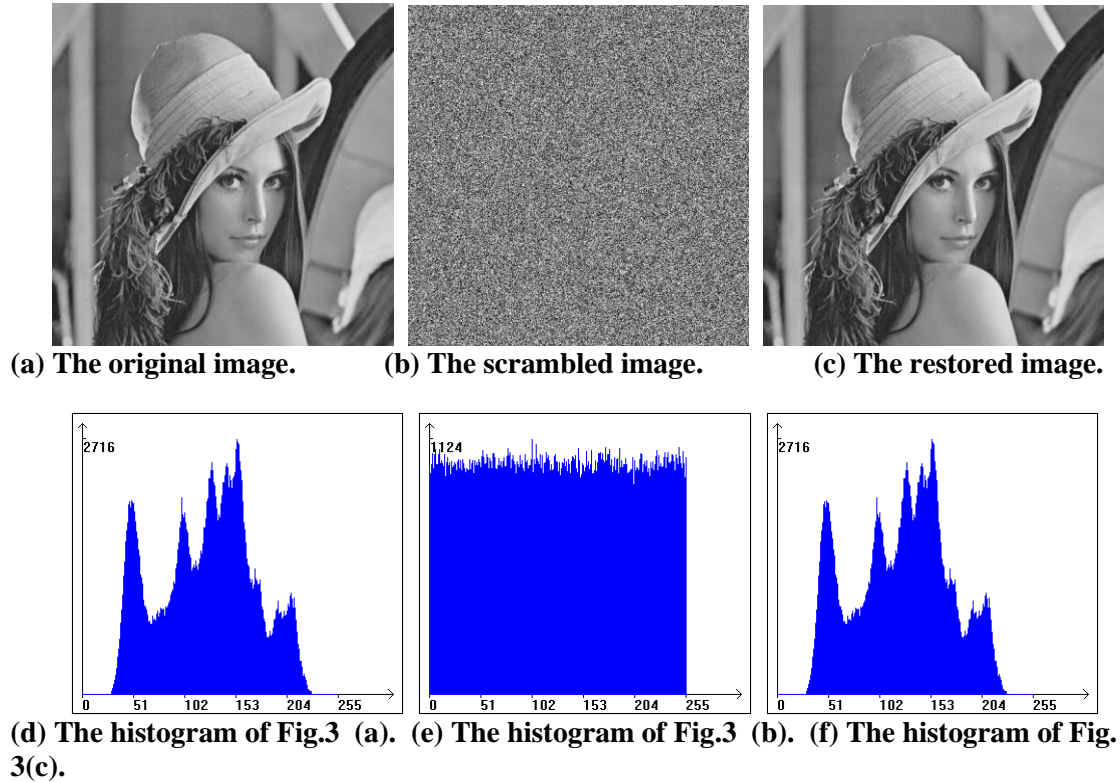 (a) The original image. (b) The scrambled image. (c) The restored image.
2716 1124 2716
0 51 102 153 204 255 0 51 102 153 204 255 0 51 102 153 204 255
(d) The histogram of Fig.3 (a). (e) The histogram of Fig.3 (b). (f) The histogram of Fig.
3(c).